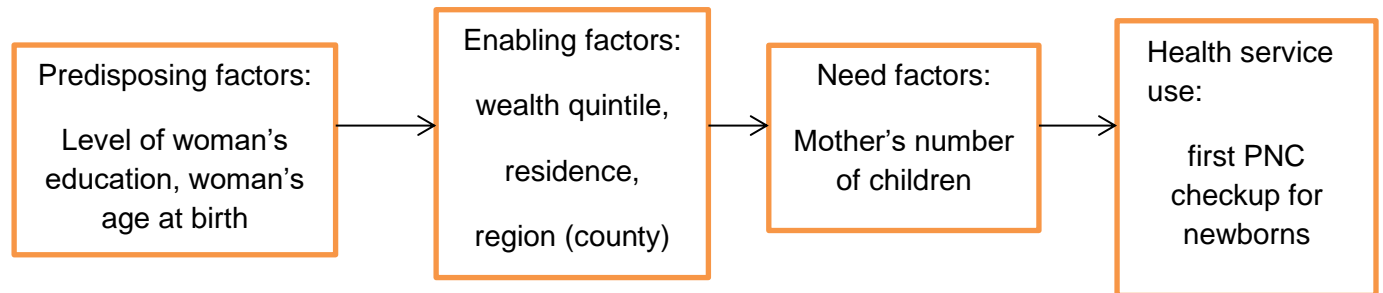 Predisposing factors:
Level of woman’s
education, woman’s
age at birth
Enabling factors:
wealth quintile,
residence,
region (county)
Need factors:
Mother’s number
of children
Health service
use:
first PNC
checkup for
newborns